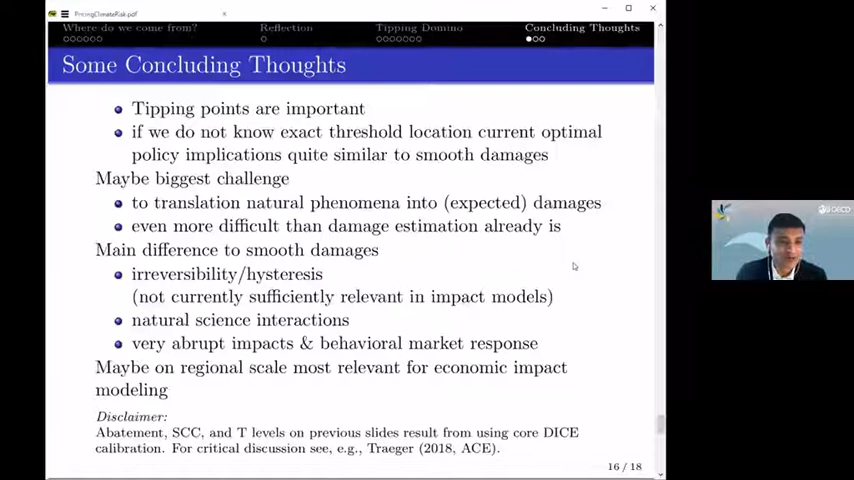 PricingClimateRisk.pdf
Where do we come from?
Reflection
Tipping Domino
Concluding Thoughts
Some Concluding Thoughts
Tipping points are important
if we do not know exact threshold location current optimal
policy implications quite similar to smooth damages
Maybe biggest challenge
to translation natural phenomena into (expected) damages
even more difficult than damage estimation already is
Main difference to smooth damages
irreversibility/hysteresis
(not currently sufficiently relevant in impact models)
natural science interactions
very abrupt impacts & behavioral market response
Maybe on regional scale most relevant for economic impact
modeling
Disclaimer:
Abatement, SCC, and T levels on previous slides result from using core DICE
calibration. For critical discussion see, e.g., Traeger (2018, ACE).
16 / 18
OECD